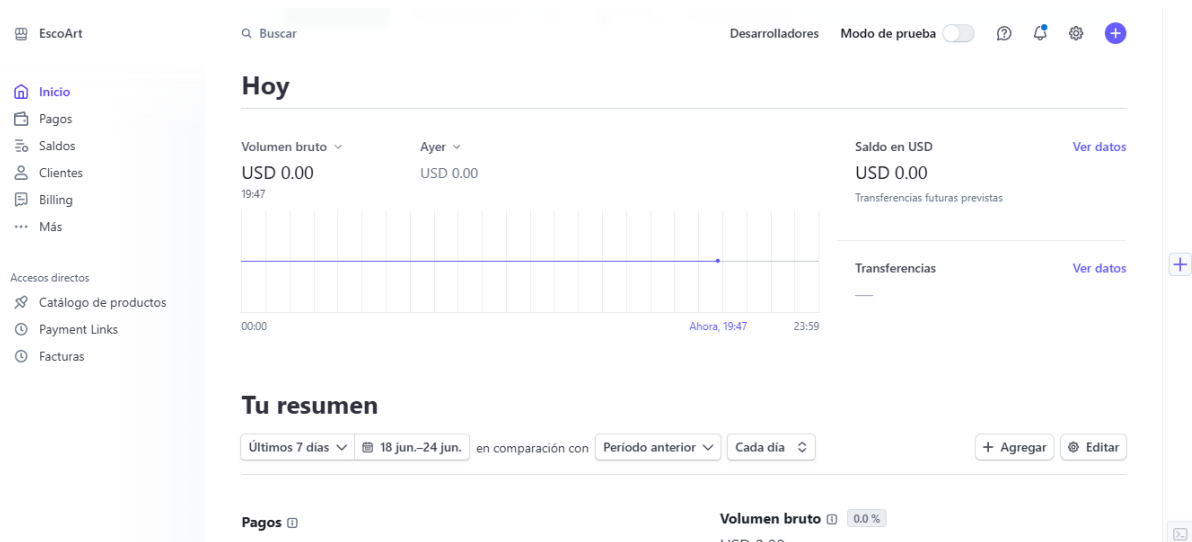 EscoArt
Buscar
Desarrolladores
Modo de prueba
Inicio
Pagos
Saldos
Clientes
Billing
Más
Accesos directos
Catálogo de productos
Payment Links
Facturas
Hoy
Volumen bruto
USD 0.00
19:47
Ayer
USD 0.00
00:00
Ahora, 19:47
23:59
Saldo en USD
Ver datos
USD 0.00
Transferencias futuras previstas
Transferencias
Ver datos
—
Tu resumen
Últimos 7 días
18 jun.–24 jun.
en comparación con
Período anterior
Cada día
Agregar
Editar
Pagos
Volumen bruto
0.0 %
USD 0.00